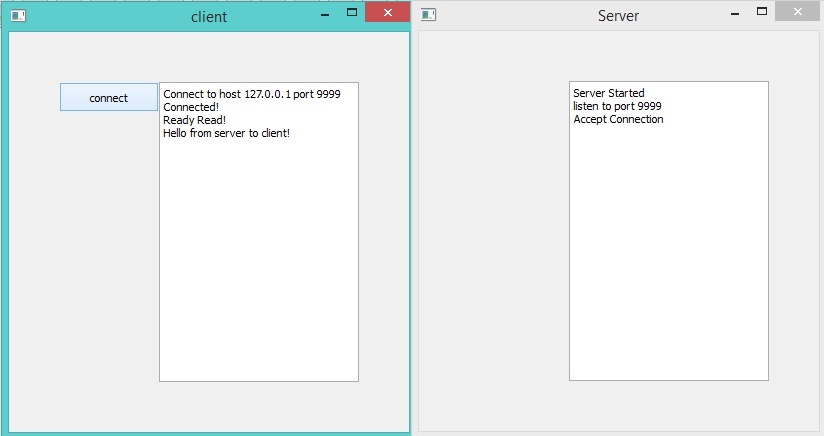 client
connect
Connect to host 127.0.0.1 port 9999
Connected!
Ready Read!
Hello from server to client!
Server
Server Started
listen to port 9999
Accept Connection